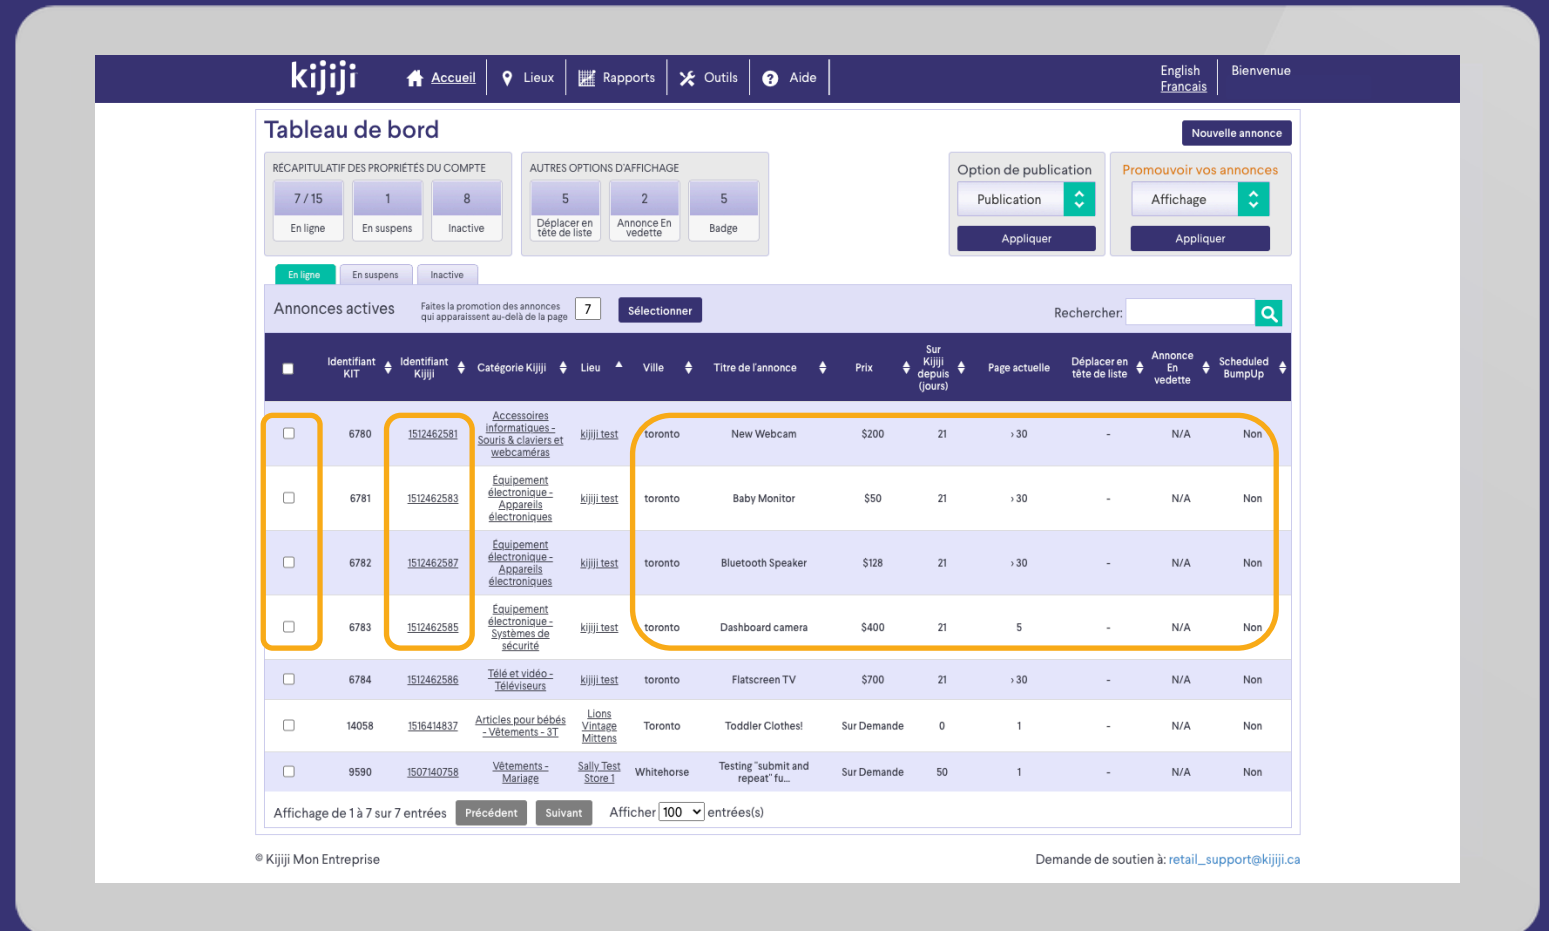 kijiji
Accueil
Lieux
Rapports
Outils
Aide
English
Francais
Bienvenue
Tableau de bord
Nouvelle annonce
RÉCAPITULATIF DES PROPRIÉTÉS DU COMPTE
7 / 15
En ligne
1
En suspens
8
Inactive
AUTRES OPTIONS D'AFFICHAGE
5
Déplacer en
tête de liste
2
Annonce En
vedette
5
Badge
Option de publication
Publication
Appliquer
Promouvoir vos annonces
Affichage
Appliquer
En ligne
En suspens
Inactive
Annonces actives
Faites la promotion des annonces
qui apparaissent au-delà de la page
7
Sélectionner
Rechercher:
Identifiant
KIT
Identifiant
Kijiji
Catégorie Kijiji
Lieu
Ville
Titre de l'annonce
Prix
Sur
Kijiji
depuis
(jours)
Page actuelle
Déplacer en
tête de liste
Annonce
En
vedette
Scheduled
BumpUp
6780
1512462581
Accessoires
informatiques -
Souris & claviers et
webcaméras
kijiji test
toronto
New Webcam
$200
21
› 30
-
N/A
Non
6781
1512462583
Équipement
électronique -
Appareils
électroniques
kijiji test
toronto
Baby Monitor
$50
21
› 30
-
N/A
Non
6782
1512462587
Équipement
électronique -
Appareils
électroniques
kijiji test
toronto
Bluetooth Speaker
$128
21
› 30
-
N/A
Non
6783
1512462585
Équipement
électronique -
Systèmes de
sécurité
kijiji test
toronto
Dashboard camera
$400
21
5
-
N/A
Non
6784
1512462586
Télé et vidéo -
Téléviseurs
kijiji test
toronto
Flatscreen TV
$700
21
› 30
-
N/A
Non
14058
1516414837
Articles pour bébés
- Vêtements - 3T
Lions
Vintage
Mittens
Toronto
Toddler Clothes!
Sur Demande
0
1
-
N/A
Non
9590
1507140758
Vêtements -
Mariage
Sally Test
Store 1
Whitehorse
Testing "submit and
repeat" fu...
Sur Demande
50
1
-
N/A
Non
Affichage de 1 à 7 sur 7 entrées
Précédent
Suivant
Afficher 100 entrées(s)
© Kijiji Mon Entreprise
Demande de soutien à: retail_support@kijiji.ca